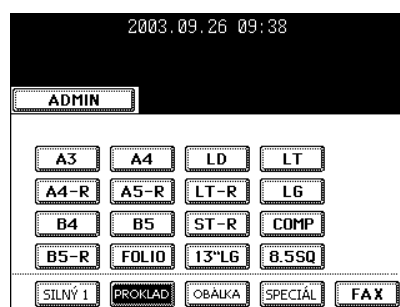 2003.09.26 09:38
ADMIN
A3 A4 LD LT
A4-R A5-R LT-R LG
B4 B5 ST-R COMP
B5-R FOLIO 13"LG 8.5SQ
SILNÝ 1 PROKLAD OBÁLKA SPECIÁL FAX